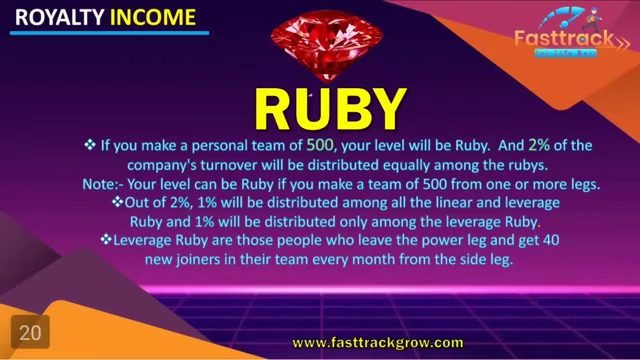 ROYALTY INCOME
Fasttrack
RUBY
❖ If you make a personal team of 500, your level will be Ruby. And 2% of the
company's turnover will be distributed equally among the rubys.
Note:- Your level can be Ruby if you make a team of 500 from one or more legs.
❖Out of 2%, 1% will be distributed among all the linear and leverage
Ruby and 1% will be distributed only among the leverage Ruby.
❖Leverage Ruby are those people who leave the power leg and get 40
new joiners in their team every month from the side leg.
20
www.fasttrackgrow.com